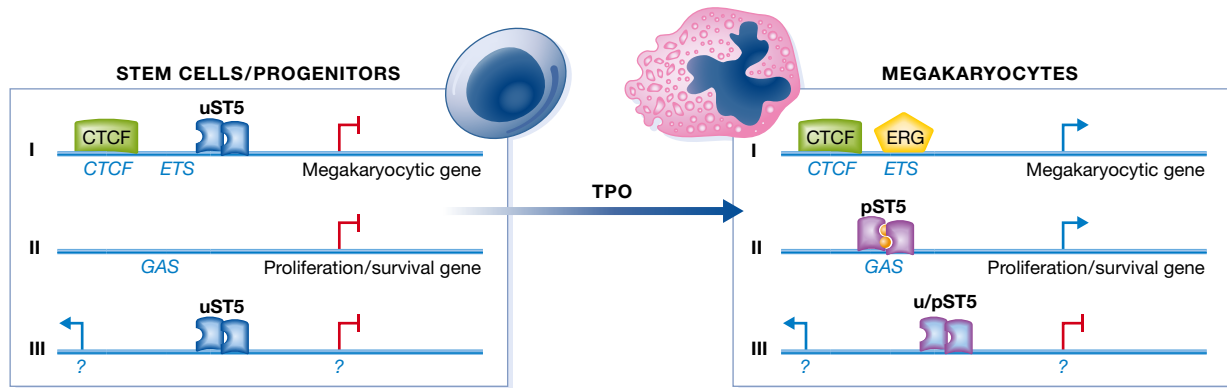 STEM CELLS/PROGENITORS
uST5
I
CTCF
CTCF
ETS
Megakaryocytic gene
II
GAS
Proliferation/survival gene
uST5
III
?
?
TPO
MEGAKARYOCYTES
I
CTCF
ERG
CTCF
ETS
Megakaryocytic gene
pST5
II
GAS
Proliferation/survival gene
u/pST5
III
?
?